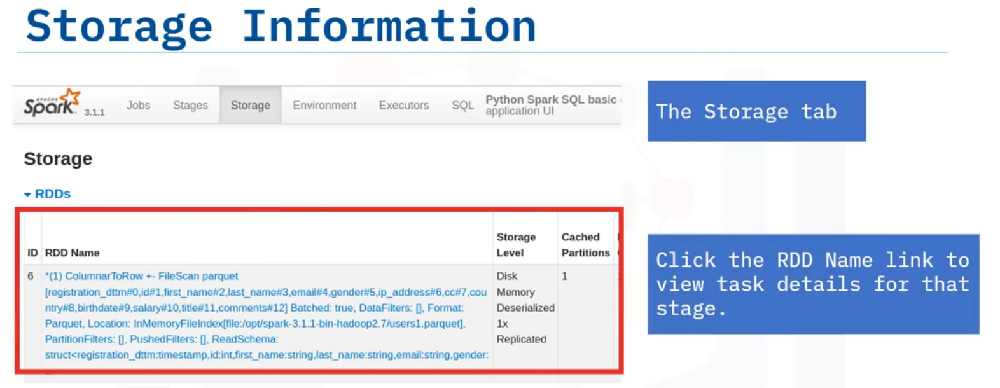 Storage Information
APACHE Spark 3.1.1 Jobs Stages Storage Environment Executors SQL Python Spark SQL basic
application UI
The Storage tab
Storage
RDDs
ID RDD Name Storage Level Cached Partitions
6 *(1) ColumnarToRow +- FileScan parquet
[registration_dttm#0,id#1,first_name#2,last_name#3,email#4,gender#5,ip_address#6,cc#7,cou
ntry#8,birthdate#9,salary#10,title#11,comments#12] Batched: true, DataFilters: [], Format:
Parquet, Location: InMemoryFileIndex[file:/opt/spark-3.1.1-bin-hadoop2.7/users1.parquet],
PartitionFilters: [], PushedFilters: [], ReadSchema:
struct<registration_dttm:timestamp,id:int,first_name:string,last_name:string,email:string,gender:
...
Disk
Memory
Deserialized
1x
Replicated
1
Click the RDD Name link to
view task details for that
stage.